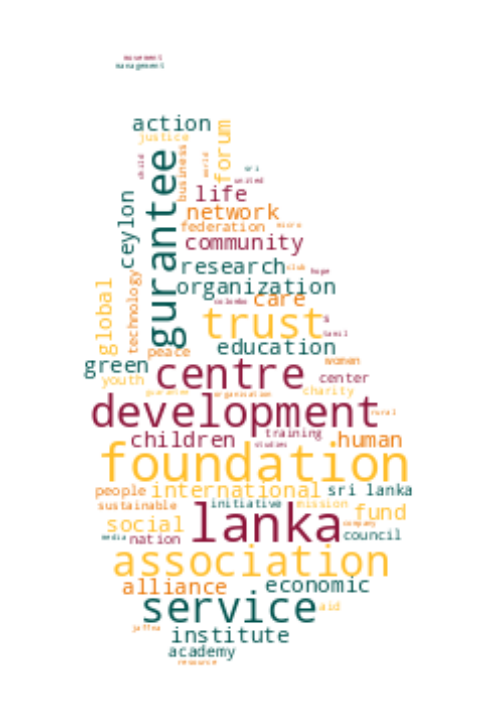 movement
management
action
justice
forum
child
business
world
sri
united
gurantee
life
ceylon
network
micro
federation
community
research
club
hope
organization
global
technology
colombo
care
trust
s
tamil
education
peace
women
green
centre
center
youth
guarantee
organisation
charity
development
rural
children
training
studies
human
foundation
people
international
sri lanka
sustainable
initiative
mission
fund
social
lanka
company
media
nation
council
association
alliance
economic
service
aid
jaffna
institute
academy
resource